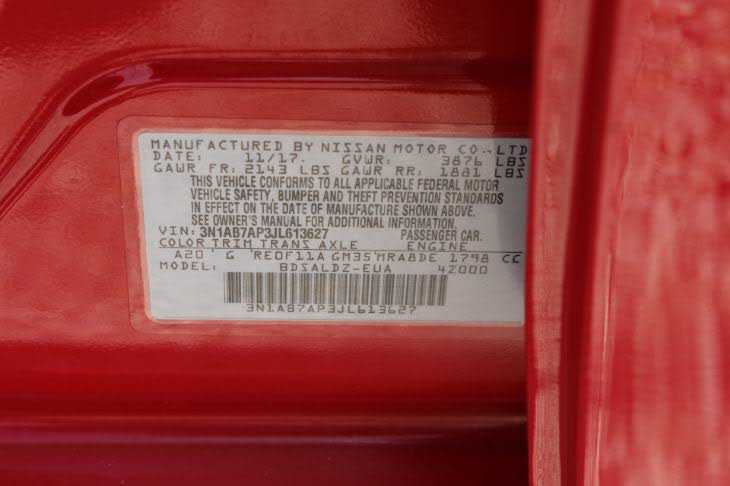 MANUFACTURED BY NISSAN MOTOR CO.,LTD
DATE: 11/17. GVWR: 3876 LBS
GAWR FR: 2143 LBS GAWR RR: 1881 LBS
THIS VEHICLE CONFORMS TO ALL APPLICABLE FEDERAL MOTOR
VEHICLE SAFETY, BUMPER AND THEFT PREVENTION STANDARDS
IN EFFECT ON THE DATE OF MANUFACTURE SHOWN ABOVE.
SEE OWNER'S MANUAL FOR ADDITIONAL INFORMATION.
VIN: 3N1AB7AP3JL613627 PASSENGER CAR.
COLOR TRIM TRANS AXLE ENGINE
A20 G RE0F11A GM35 MRA8DE 1798 CC
MODEL: BDSALDZ-EUA 42000
3N1AB7AP3JL613627